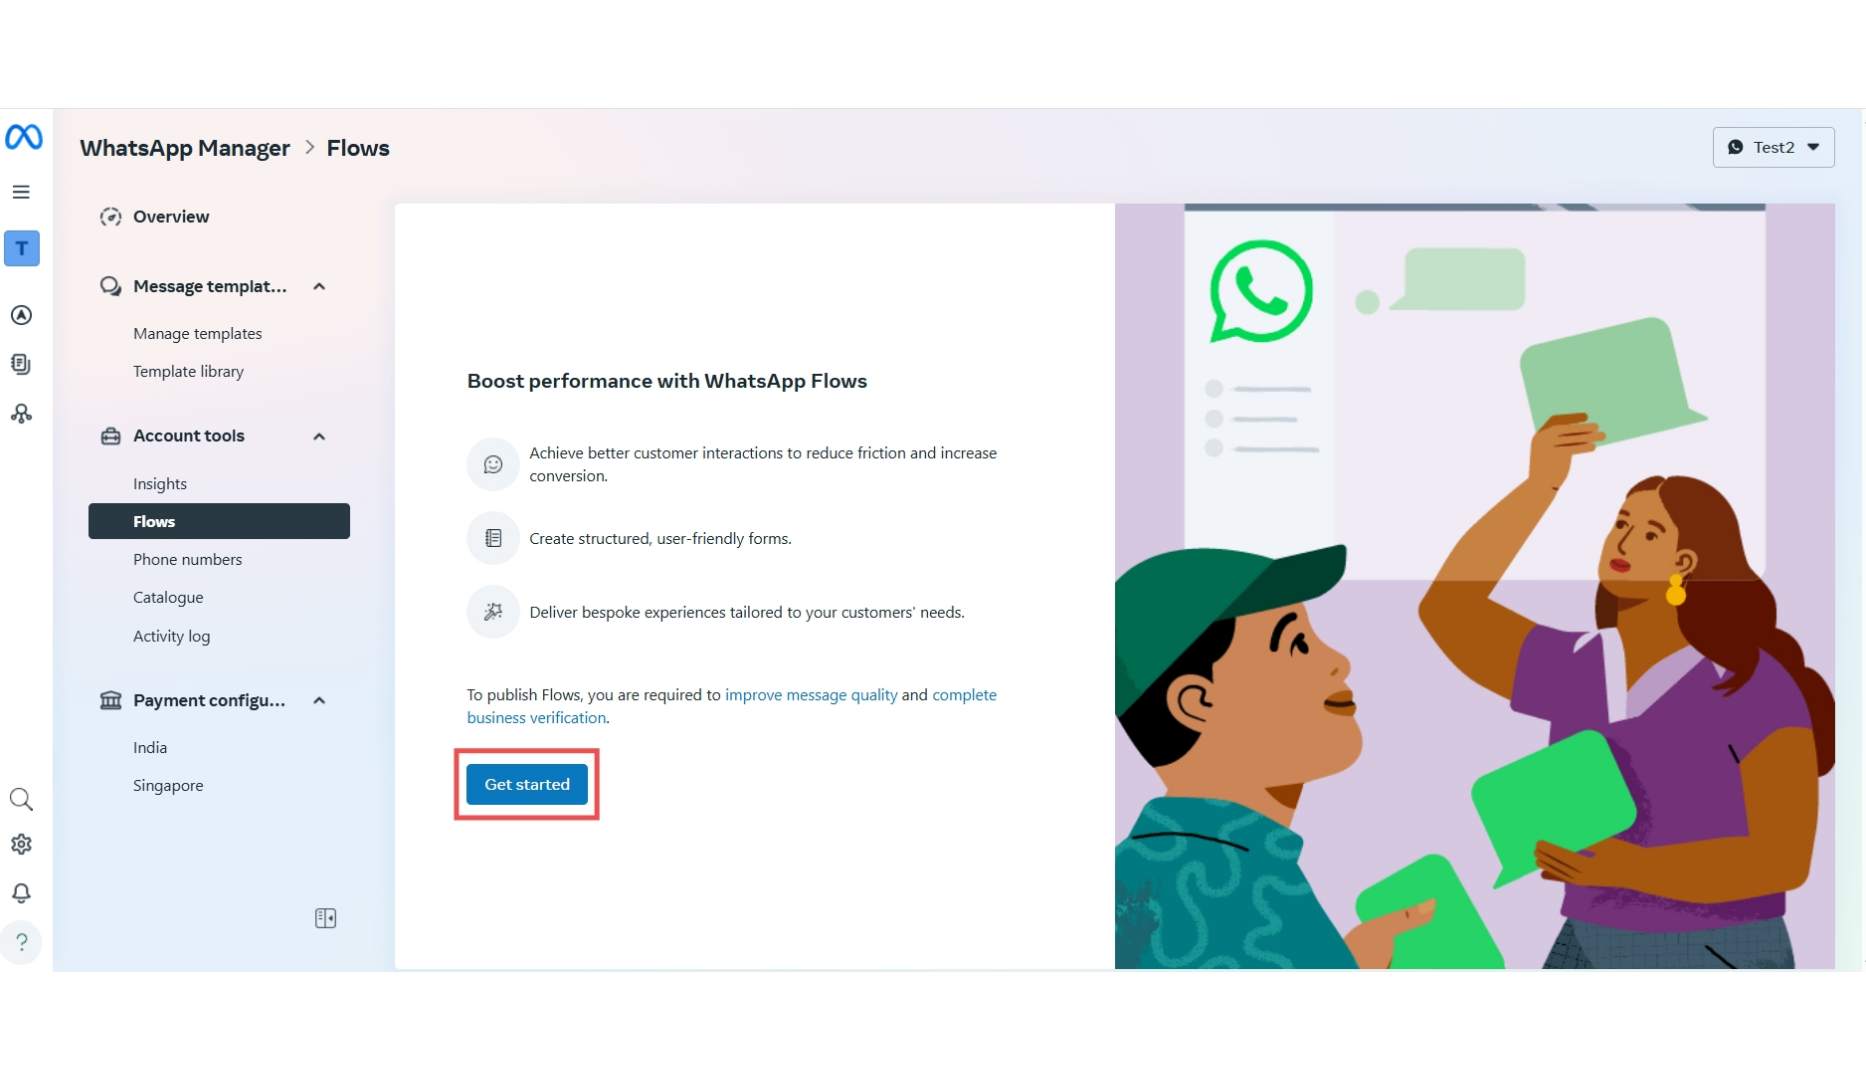 WhatsApp Manager > Flows
Test2
T
Overview
Message templat...
Manage templates
Template library
Account tools
Insights
Flows
Phone numbers
Catalogue
Activity log
Payment configu...
India
Singapore
?
Boost performance with WhatsApp Flows
Achieve better customer interactions to reduce friction and increase
conversion.
Create structured, user-friendly forms.
Deliver bespoke experiences tailored to your customers' needs.
To publish Flows, you are required to improve message quality and complete
business verification.
Get started